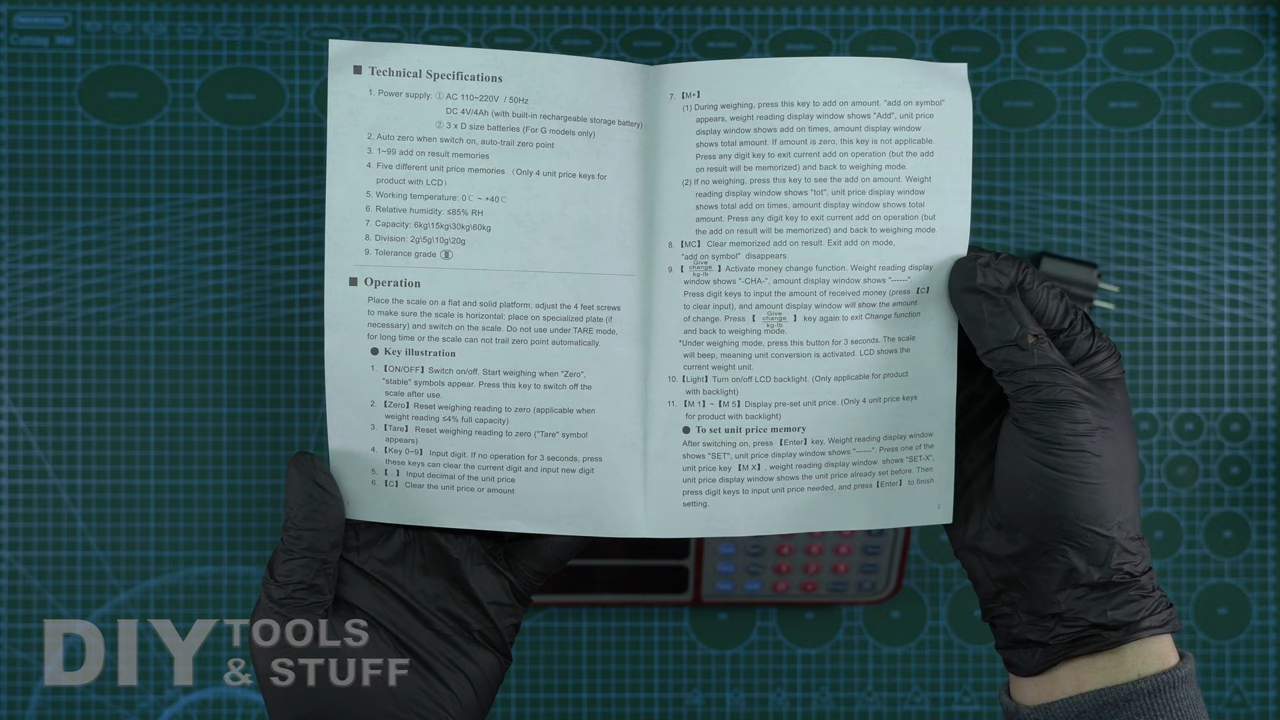 ■ Technical Specifications
1. Power supply: ① AC 110~220V / 50Hz
DC 4V/4Ah (with built-in rechargeable storage battery)
② 3 x D size batteries (For G models only)
2. Auto zero when switch on, auto-trail zero point
3. 1~99 add on result memories
4. Five different unit price memories （Only 4 unit price keys for
product with LCD）
5. Working temperature: 0℃ ~ +40℃
6. Relative humidity: ≤85% RH
7. Capacity: 6kg\15kg\30kg\60kg
8. Division: 2g\5g\10g\20g
9. Tolerance grade Ⅲ
■ Operation
Place the scale on a flat and solid platform; adjust the 4 feet screws
to make sure the scale is horizontal: place on specialized plate (if
necessary) and switch on the scale. Do not use under TARE mode,
for long time or the scale can not trail zero point automatically.
● Key illustration
1. 【ON/OFF】Switch on/off. Start weighing when "Zero",
"stable" symbols appear. Press this key to switch off the
scale after use.
2. 【Zero】Reset weighing reading to zero (applicable when
weight reading ≤4% full capacity)
3. 【Tare】Reset weighing reading to zero ("Tare" symbol
appears)
4. 【Key 0~9】 Input digit. If no operation for 3 seconds, press
these keys can clear the current digit and input new digit
5. 【.】 Input decimal of the unit price
6. 【C】 Clear the unit price or amount
7. 【M+】
(1) During weighing, press this key to add on amount. "add on symbol"
appears, weight reading display window shows "Add", unit price
display window shows add on times, amount display window
shows total amount. If amount is zero, this key is not applicable.
Press any digit key to exit current add on operation (but the add
on result will be memorized) and back to weighing mode.
(2) If no weighing, press this key to see the add on amount. Weight
reading display window shows "tot", unit price display window
shows total add on times, amount display window shows total
amount. Press any digit key to exit current add on operation (but
the add on result will be memorized) and back to weighing mode.
8. 【MC】 Clear memorized add on result. Exit add on mode,
"add on symbol" disappears.
9. 【 Give change kg-lb 】 Activate money change function. Weight reading display
window shows "-CHA-", amount display window shows "------".
Press digit keys to input the amount of received money (press 【C】
to clear input), and amount display window will show the amount
of change. Press 【 Give change kg-lb 】 key again to exit Change function
and back to weighing mode.
*Under weighing mode, press this button for 3 seconds. The scale
will beep, meaning unit conversion is activated. LCD shows the
current weight unit.
10. 【Light】Turn on/off LCD backlight. (Only applicable for product
with backlight)
11. 【M 1】~【M 5】Display pre-set unit price. (Only 4 unit price keys
for product with backlight)
● To set unit price memory
After switching on, press 【Enter】key, Weight reading display window
shows "SET", unit price display window shows "------". Press one of the
unit price key 【M X】, weight reading display window shows "SET-X",
unit price display window shows the unit price already set before. Then
press digit keys to input unit price needed, and press【Enter】to finish
setting.
2
DIY TOOLS
& STUFF